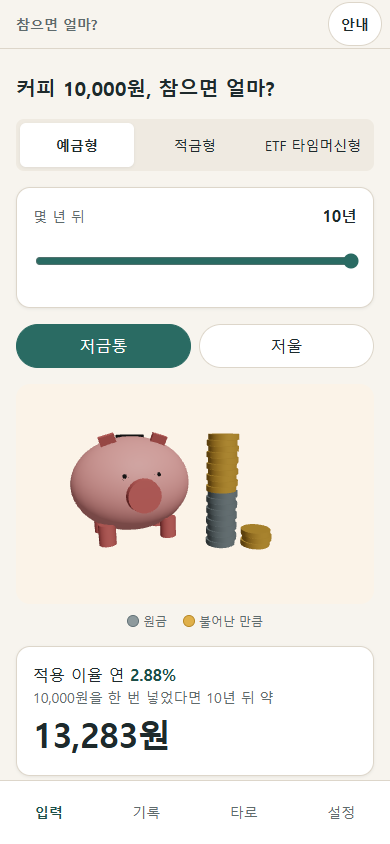 참으면 얼마?
안내
커피 10,000원, 참으면 얼마?
예금형
적금형
ETF 타임머신형
몇 년 뒤
10년
저금통
저울
원금
불어난 만큼
적용 이율 연 2.88%
10,000원을 한 번 넣었다면 10년 뒤 약
13,283원
입력
기록
타로
설정